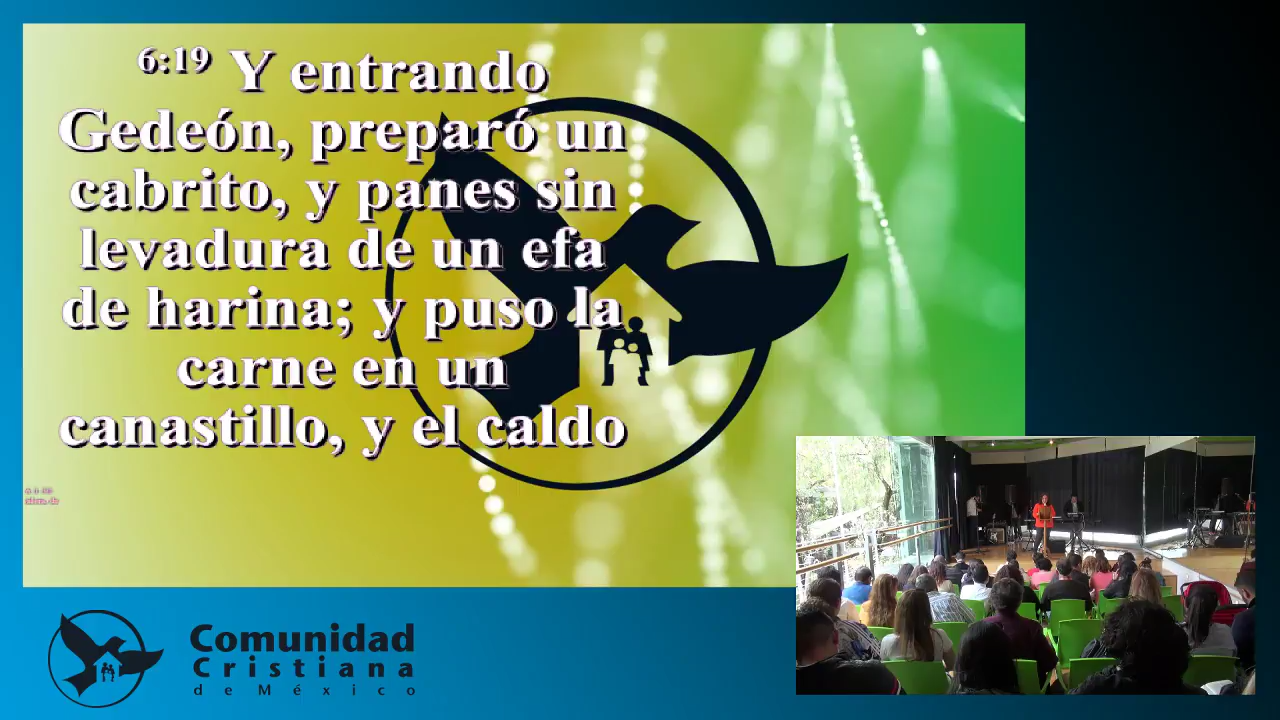 6:19 Y entrando
Gedeón, preparó un
cabrito, y panes sin
levadura de un efa
de harina; y puso la
carne en un
canastillo, y el caldo
Comunidad
Cristiana
de México